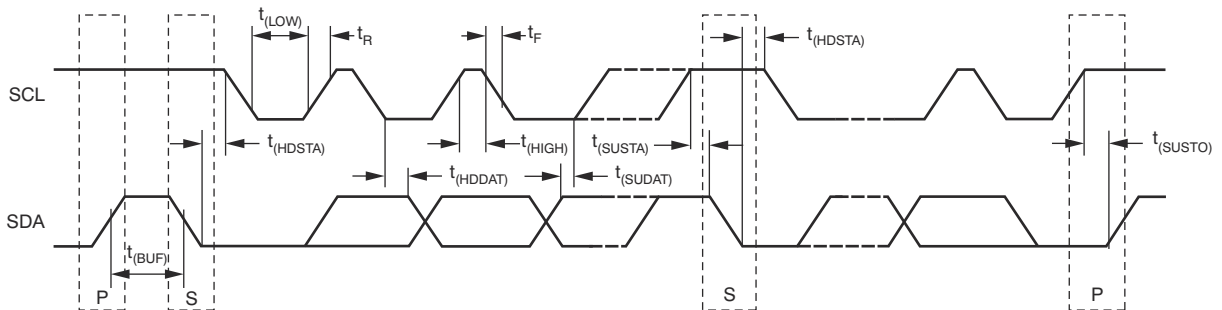 t(LOW)
tR
tF
t(HDSTA)
SCL
t(HDSTA)
t(HIGH)
t(SUSTA)
t(SUSTO)
t(HDDAT)
t(SUDAT)
SDA
t(BUF)
P
S
S
P